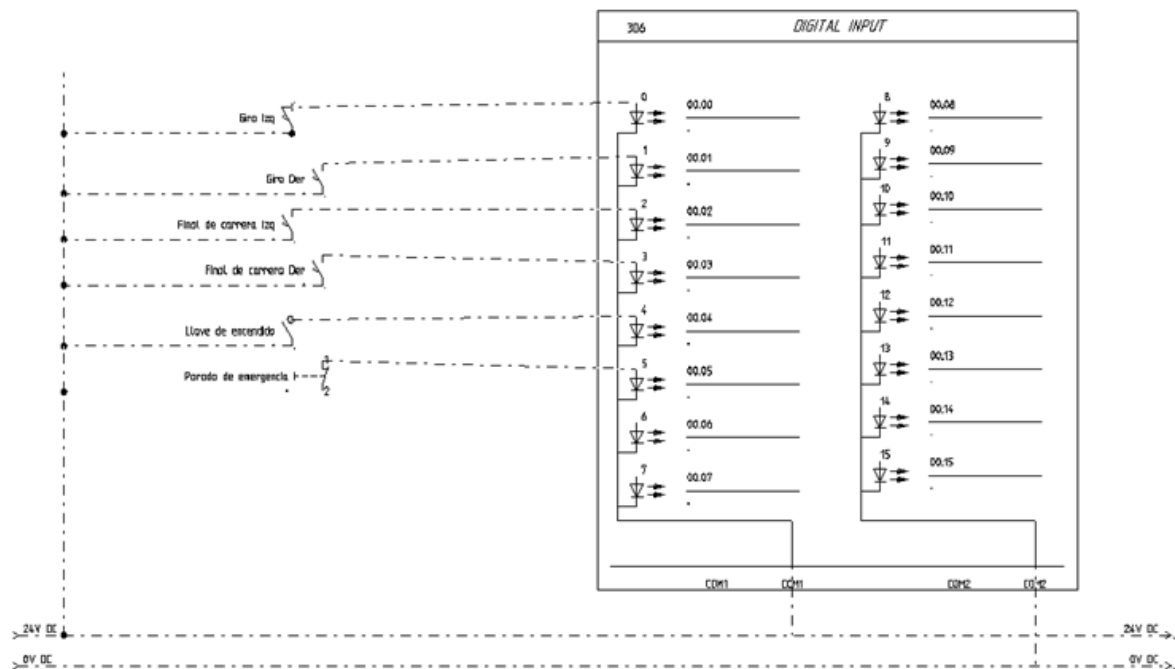 306 DIGITAL INPUT
Giro Izq
Giro Der
Final de carrera Izq
Final de carrera Der
Llave de encendido
Parada de emergencia
1
2
0 00.00
1 00.01
2 00.02
3 00.03
4 00.04
5 00.05
6 00.06
7 00.07
8 00.08
9 00.09
10 00.10
11 00.11
12 00.12
13 00.13
14 00.14
15 00.15
COM1 COM1 COM2 COM2
24V DC 24V DC
0V DC 0V DC